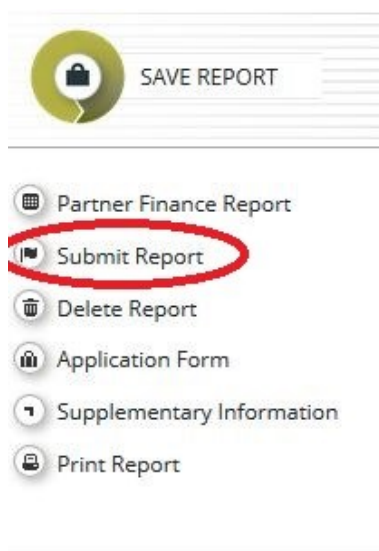 SAVE REPORT
Partner Finance Report
Submit Report
Delete Report
Application Form
Supplementary Information
Print Report